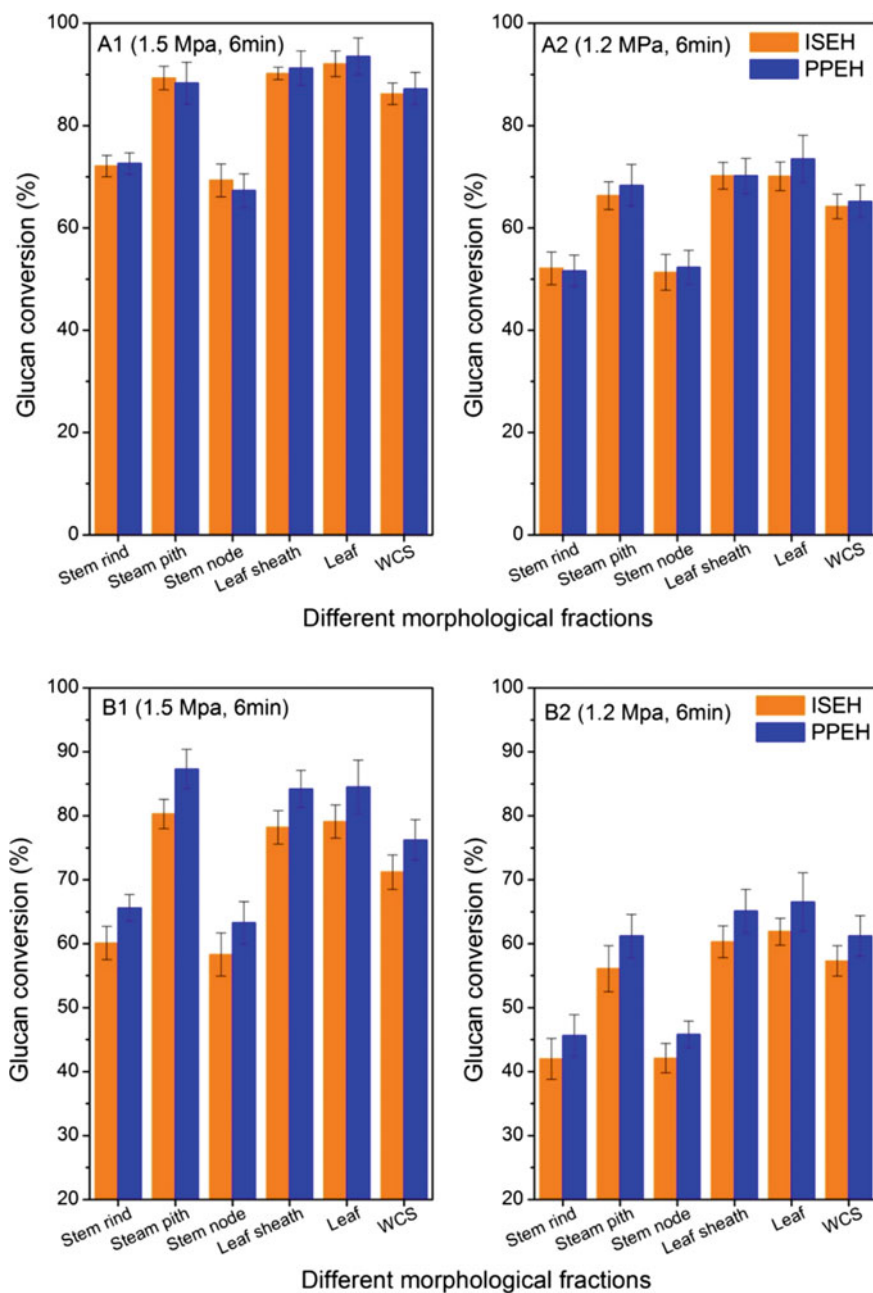 A1 (1.5 Mpa, 6min)
Glucan conversion (%)
100
80
60
40
20
0
Stem rind
Steam pith
Stem node
Leaf sheath
Leaf
WCS
Different morphological fractions
A2 (1.2 MPa, 6min)
ISEH
PPEH
Glucan conversion (%)
100
80
60
40
20
0
Stem rind
Steam pith
Stem node
Leaf sheath
Leaf
WCS
B1 (1.5 Mpa, 6min)
Glucan conversion (%)
100
90
80
70
60
50
40
30
20
Stem rind
Steam pith
Stem node
Leaf sheath
Leaf
WCS
Different morphological fractions
B2 (1.2 Mpa, 6min)
ISEH
PPEH
Glucan conversion (%)
100
90
80
70
60
50
40
30
20
Stem rind
Steam pith
Stem node
Leaf sheath
Leaf
WCS